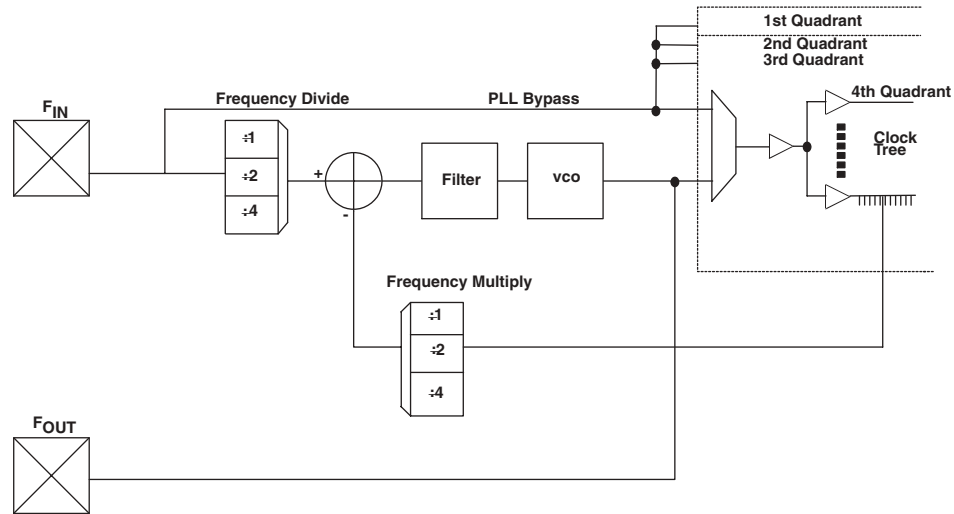 1st Quadrant
2nd Quadrant
3rd Quadrant
4th Quadrant
FIN
Frequency Divide
PLL Bypass
÷1
÷2
÷4
+
-
Filter
vco
Clock
Tree
Frequency Multiply
÷1
÷2
÷4
FOUT